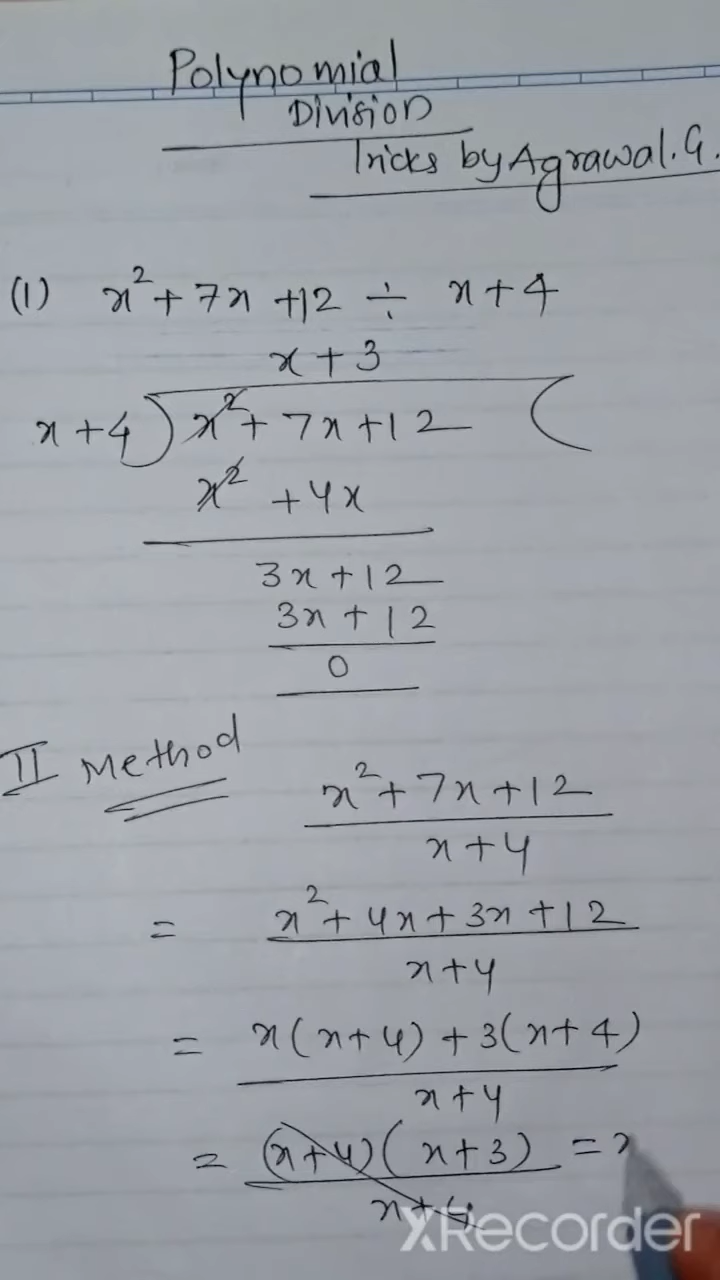 Polynomial
Division
Tricks by Agrawal. G.
(1) x² + 7x + 12 ÷ x + 4
x + 3
x + 4 ) x² + 7x + 12 (
x² + 4x
3x + 12
3x + 12
0
II Method
x² + 7x + 12
x + 4
= x² + 4x + 3x + 12
x + 4
= x(x + 4) + 3(x + 4)
x + 4
= (x + 4)(x + 3) =
x + 4
XRecorder